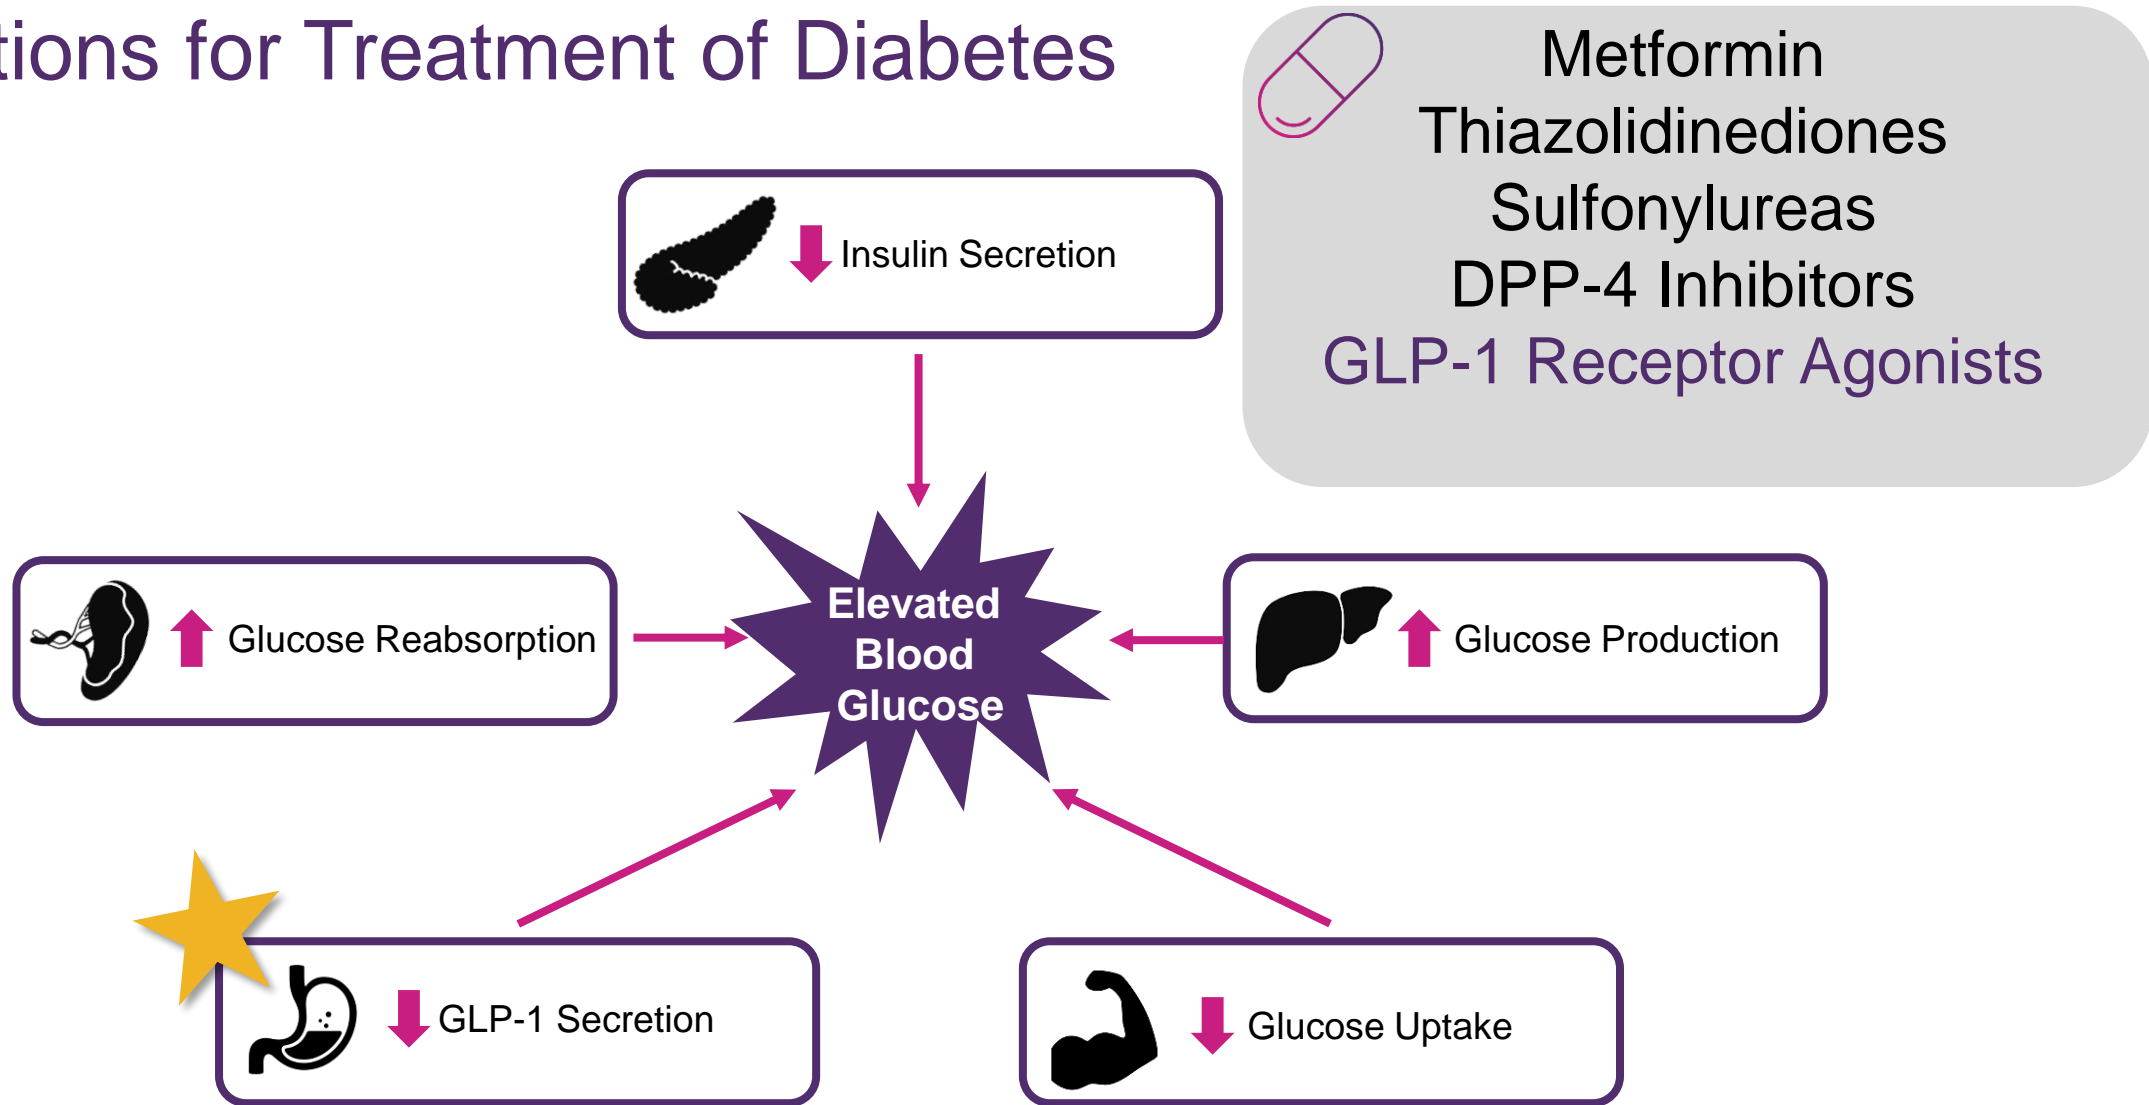 tions for Treatment of Diabetes
Metformin
Thiazolidinediones
Sulfonylureas
DPP-4 Inhibitors
GLP-1 Receptor Agonists
Insulin Secretion
Glucose Reabsorption
Elevated
Blood
Glucose
Glucose Production
GLP-1 Secretion
Glucose Uptake